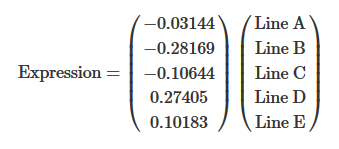 −0.03144 Line A
−0.28169 Line B
Expression = −0.10644 Line C
0.27405 Line D
0.10183 Line E